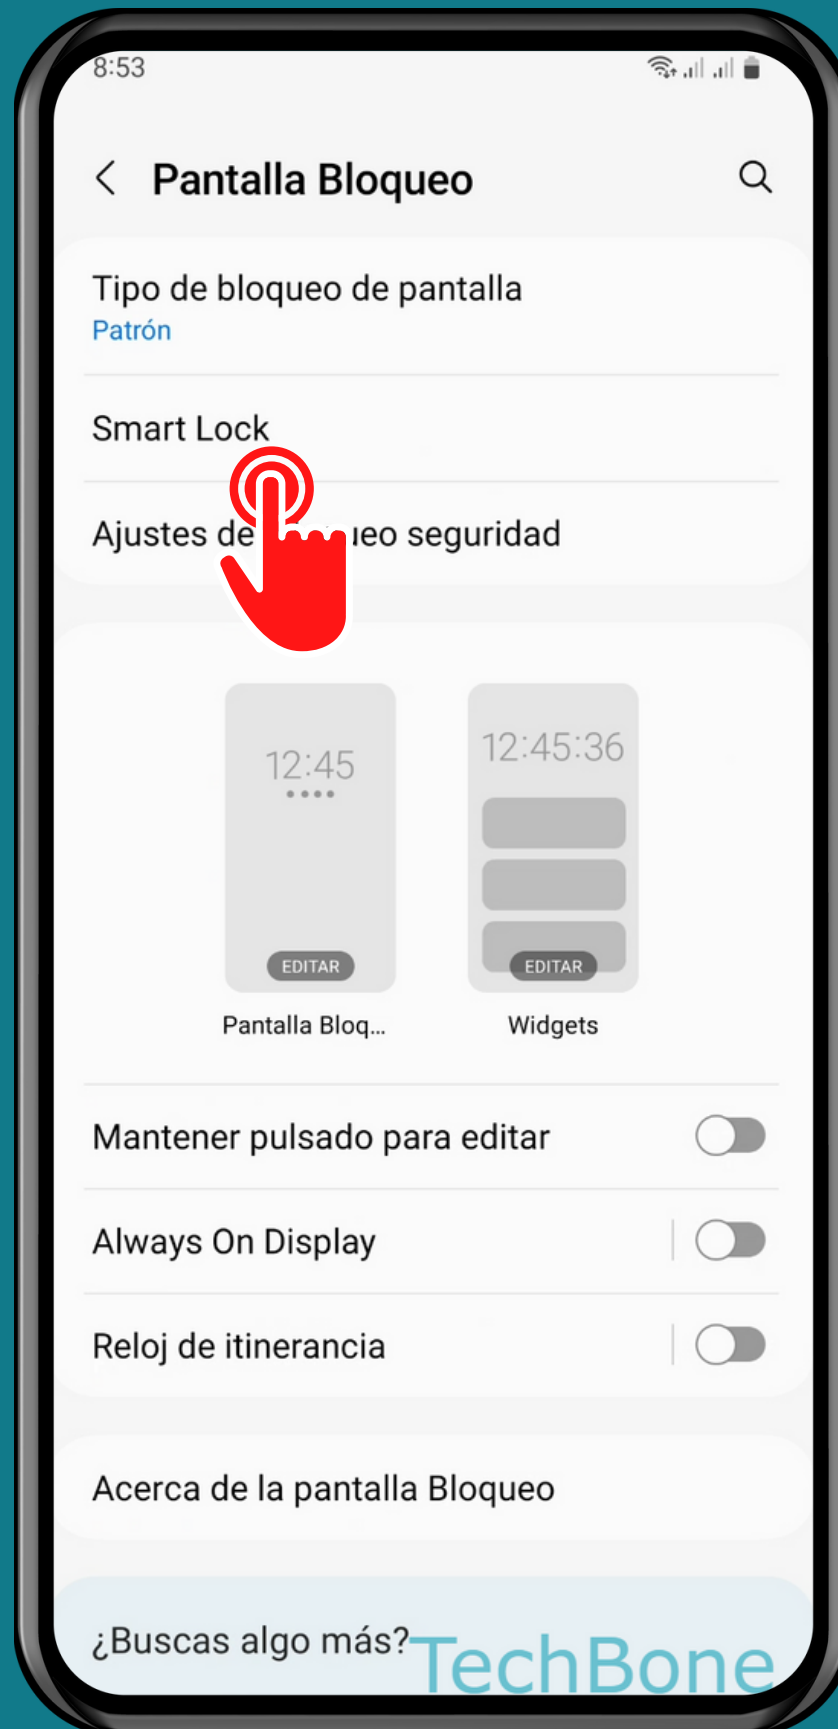 8:53
Pantalla Bloqueo
Tipo de bloqueo de pantalla
Patrón
Smart Lock
Ajustes de ueo seguridad
12:45
12:45:36
EDITAR
EDITAR
Pantalla Bloq...
Widgets
Mantener pulsado para editar
Always On Display
Reloj de itinerancia
Acerca de la pantalla Bloqueo
¿Buscas algo más?
TechBone